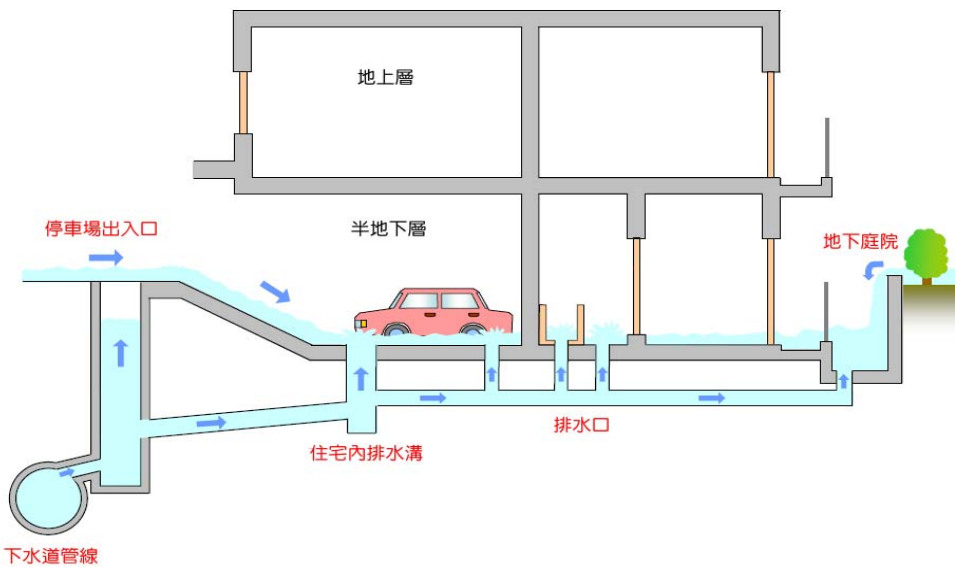 地上層
停車場出入口
半地下層
地下庭院
住宅內排水溝
排水口
下水道管線